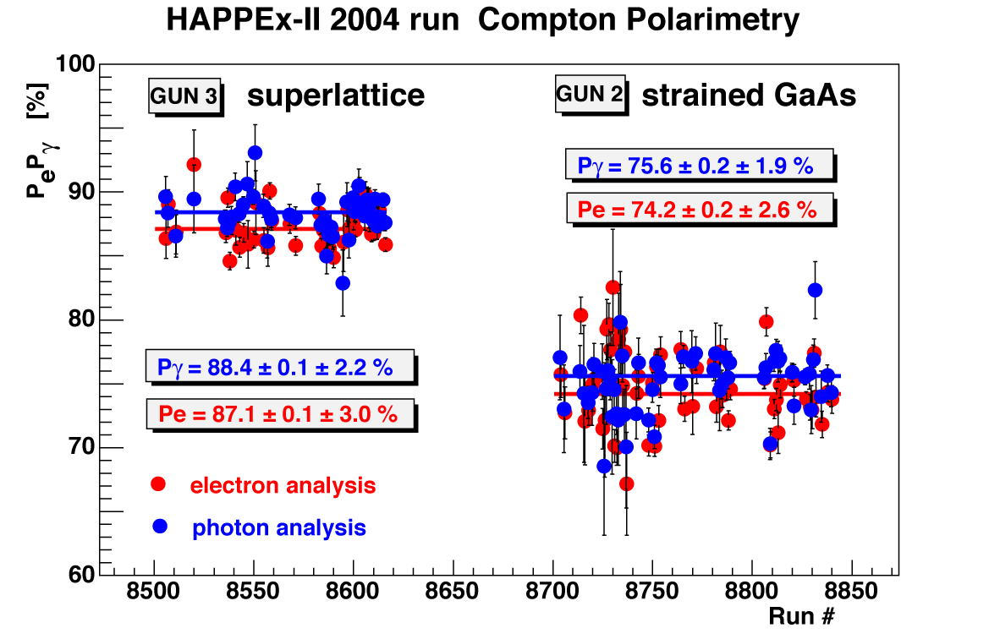 HAPPEx-II 2004 run Compton Polarimetry
PePγ [%]
100
90
80
70
60
GUN 3
superlattice
GUN 2
strained GaAs
Pγ = 75.6 ± 0.2 ± 1.9 %
Pe = 74.2 ± 0.2 ± 2.6 %
Pγ = 88.4 ± 0.1 ± 2.2 %
Pe = 87.1 ± 0.1 ± 3.0 %
electron analysis
photon analysis
8500 8550 8600 8650 8700 8750 8800 8850
Run #